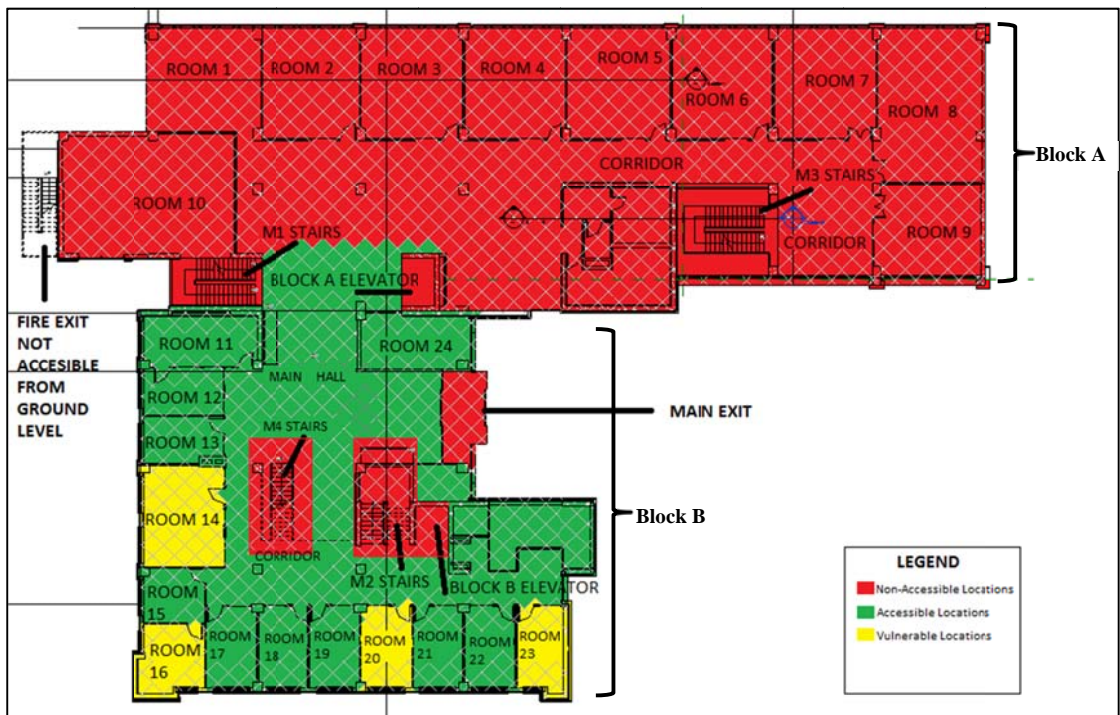 ROOM 1
ROOM 2
ROOM 3
ROOM 4
ROOM 5
ROOM 6
ROOM 7
ROOM 8
Block A
CORRIDOR
M3 STAIRS
ROOM 10
M1 STAIRS
CORRIDOR
ROOM 9
BLOCK A ELEVATOR
FIRE EXIT
NOT
ACCESIBLE
FROM
GROUND
LEVEL
ROOM 11
ROOM 24
MAIN HALL
ROOM 12
MAIN EXIT
M4 STAIRS
ROOM 13
ROOM 14
Block B
CORRIDOR
M2 STAIRS
BLOCK B ELEVATOR
ROOM
15
ROOM
16
ROOM
17
ROOM
18
ROOM
19
ROOM
20
ROOM
21
ROOM
22
ROOM
23
LEGEND
Non-Accessible Locations
Accessible Locations
Vulnerable Locations